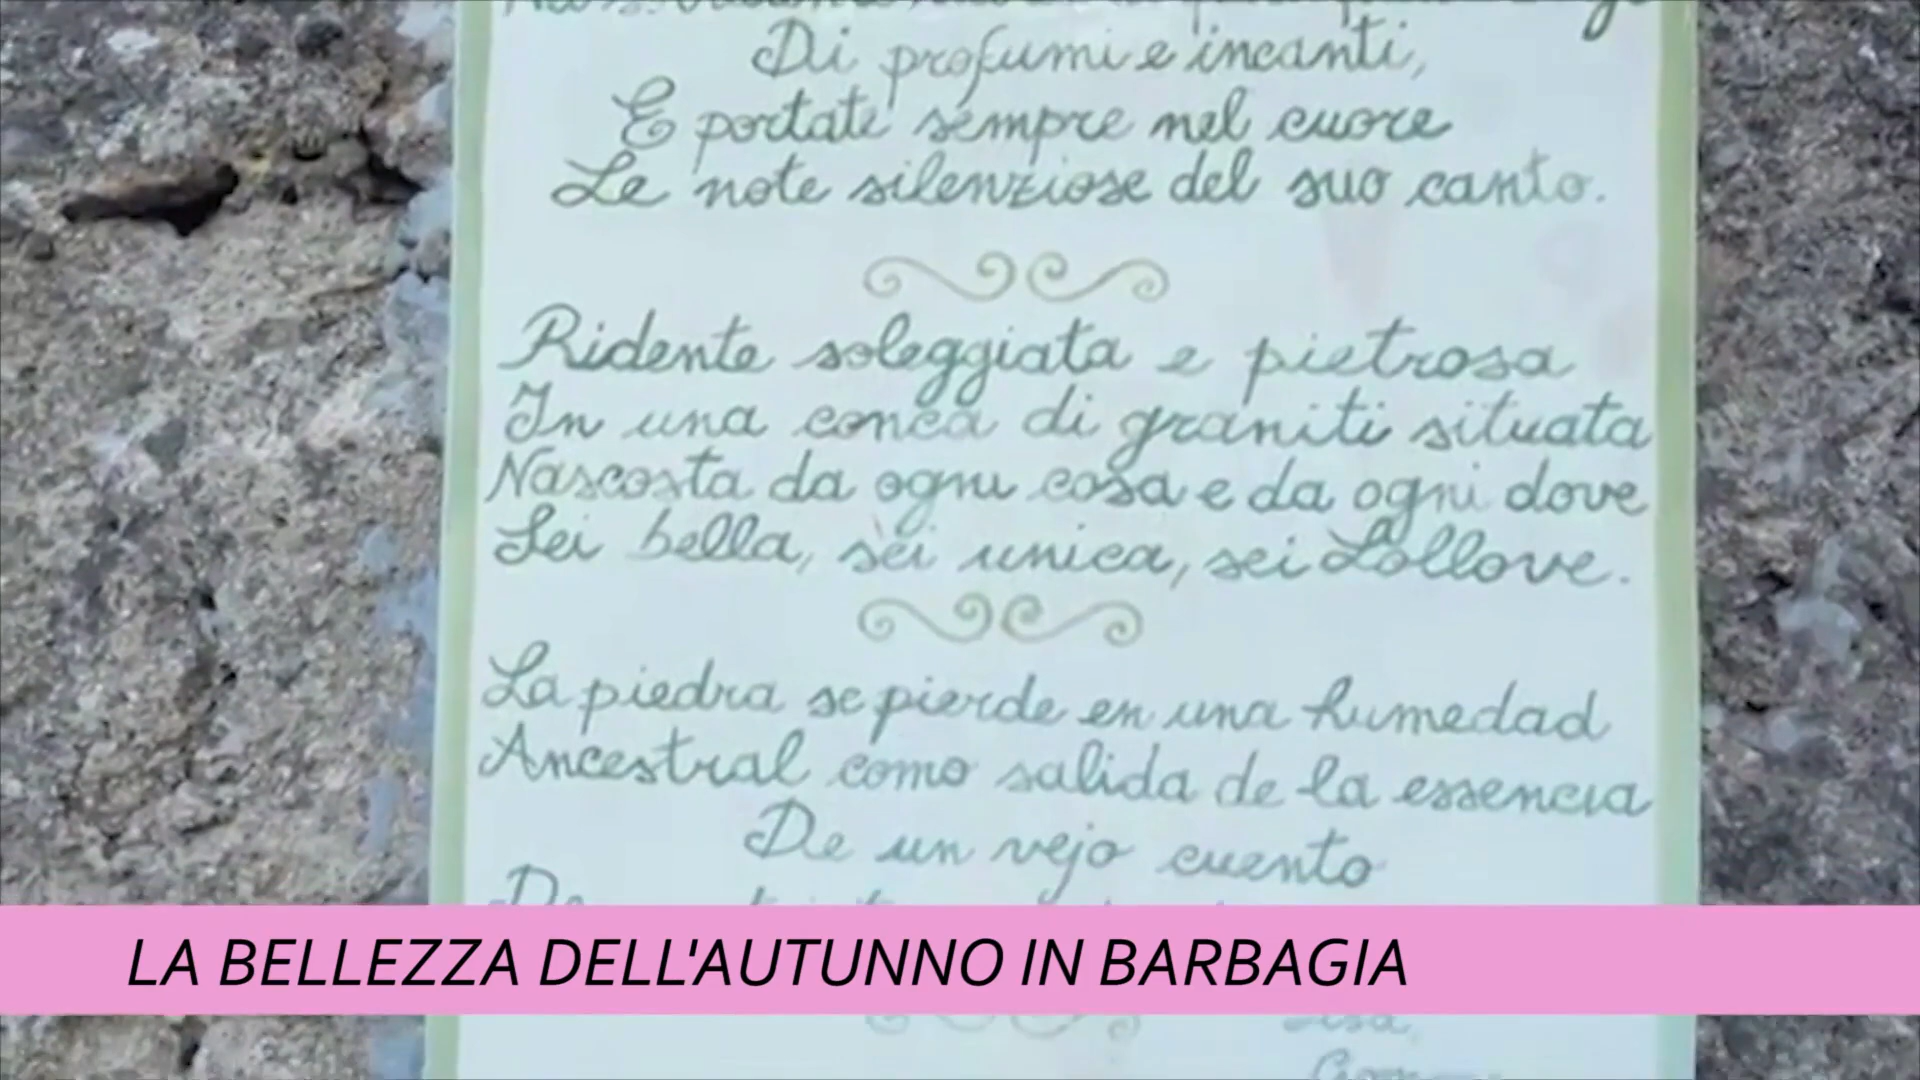 Di profumi e incanti,
E portate sempre nel cuore
Le note silenziose del suo canto.
Ridente soleggiata e pietrosa
In una conca di graniti situata
Nascosta da ogni cosa e da ogni dove
Sei bella, sei unica, sei Lollove.
La piedra se pierde en una humedad
Ancestral como salida de la essencia
De un vejo cuento
LA BELLEZZA DELL'AUTUNNO IN BARBAGIA